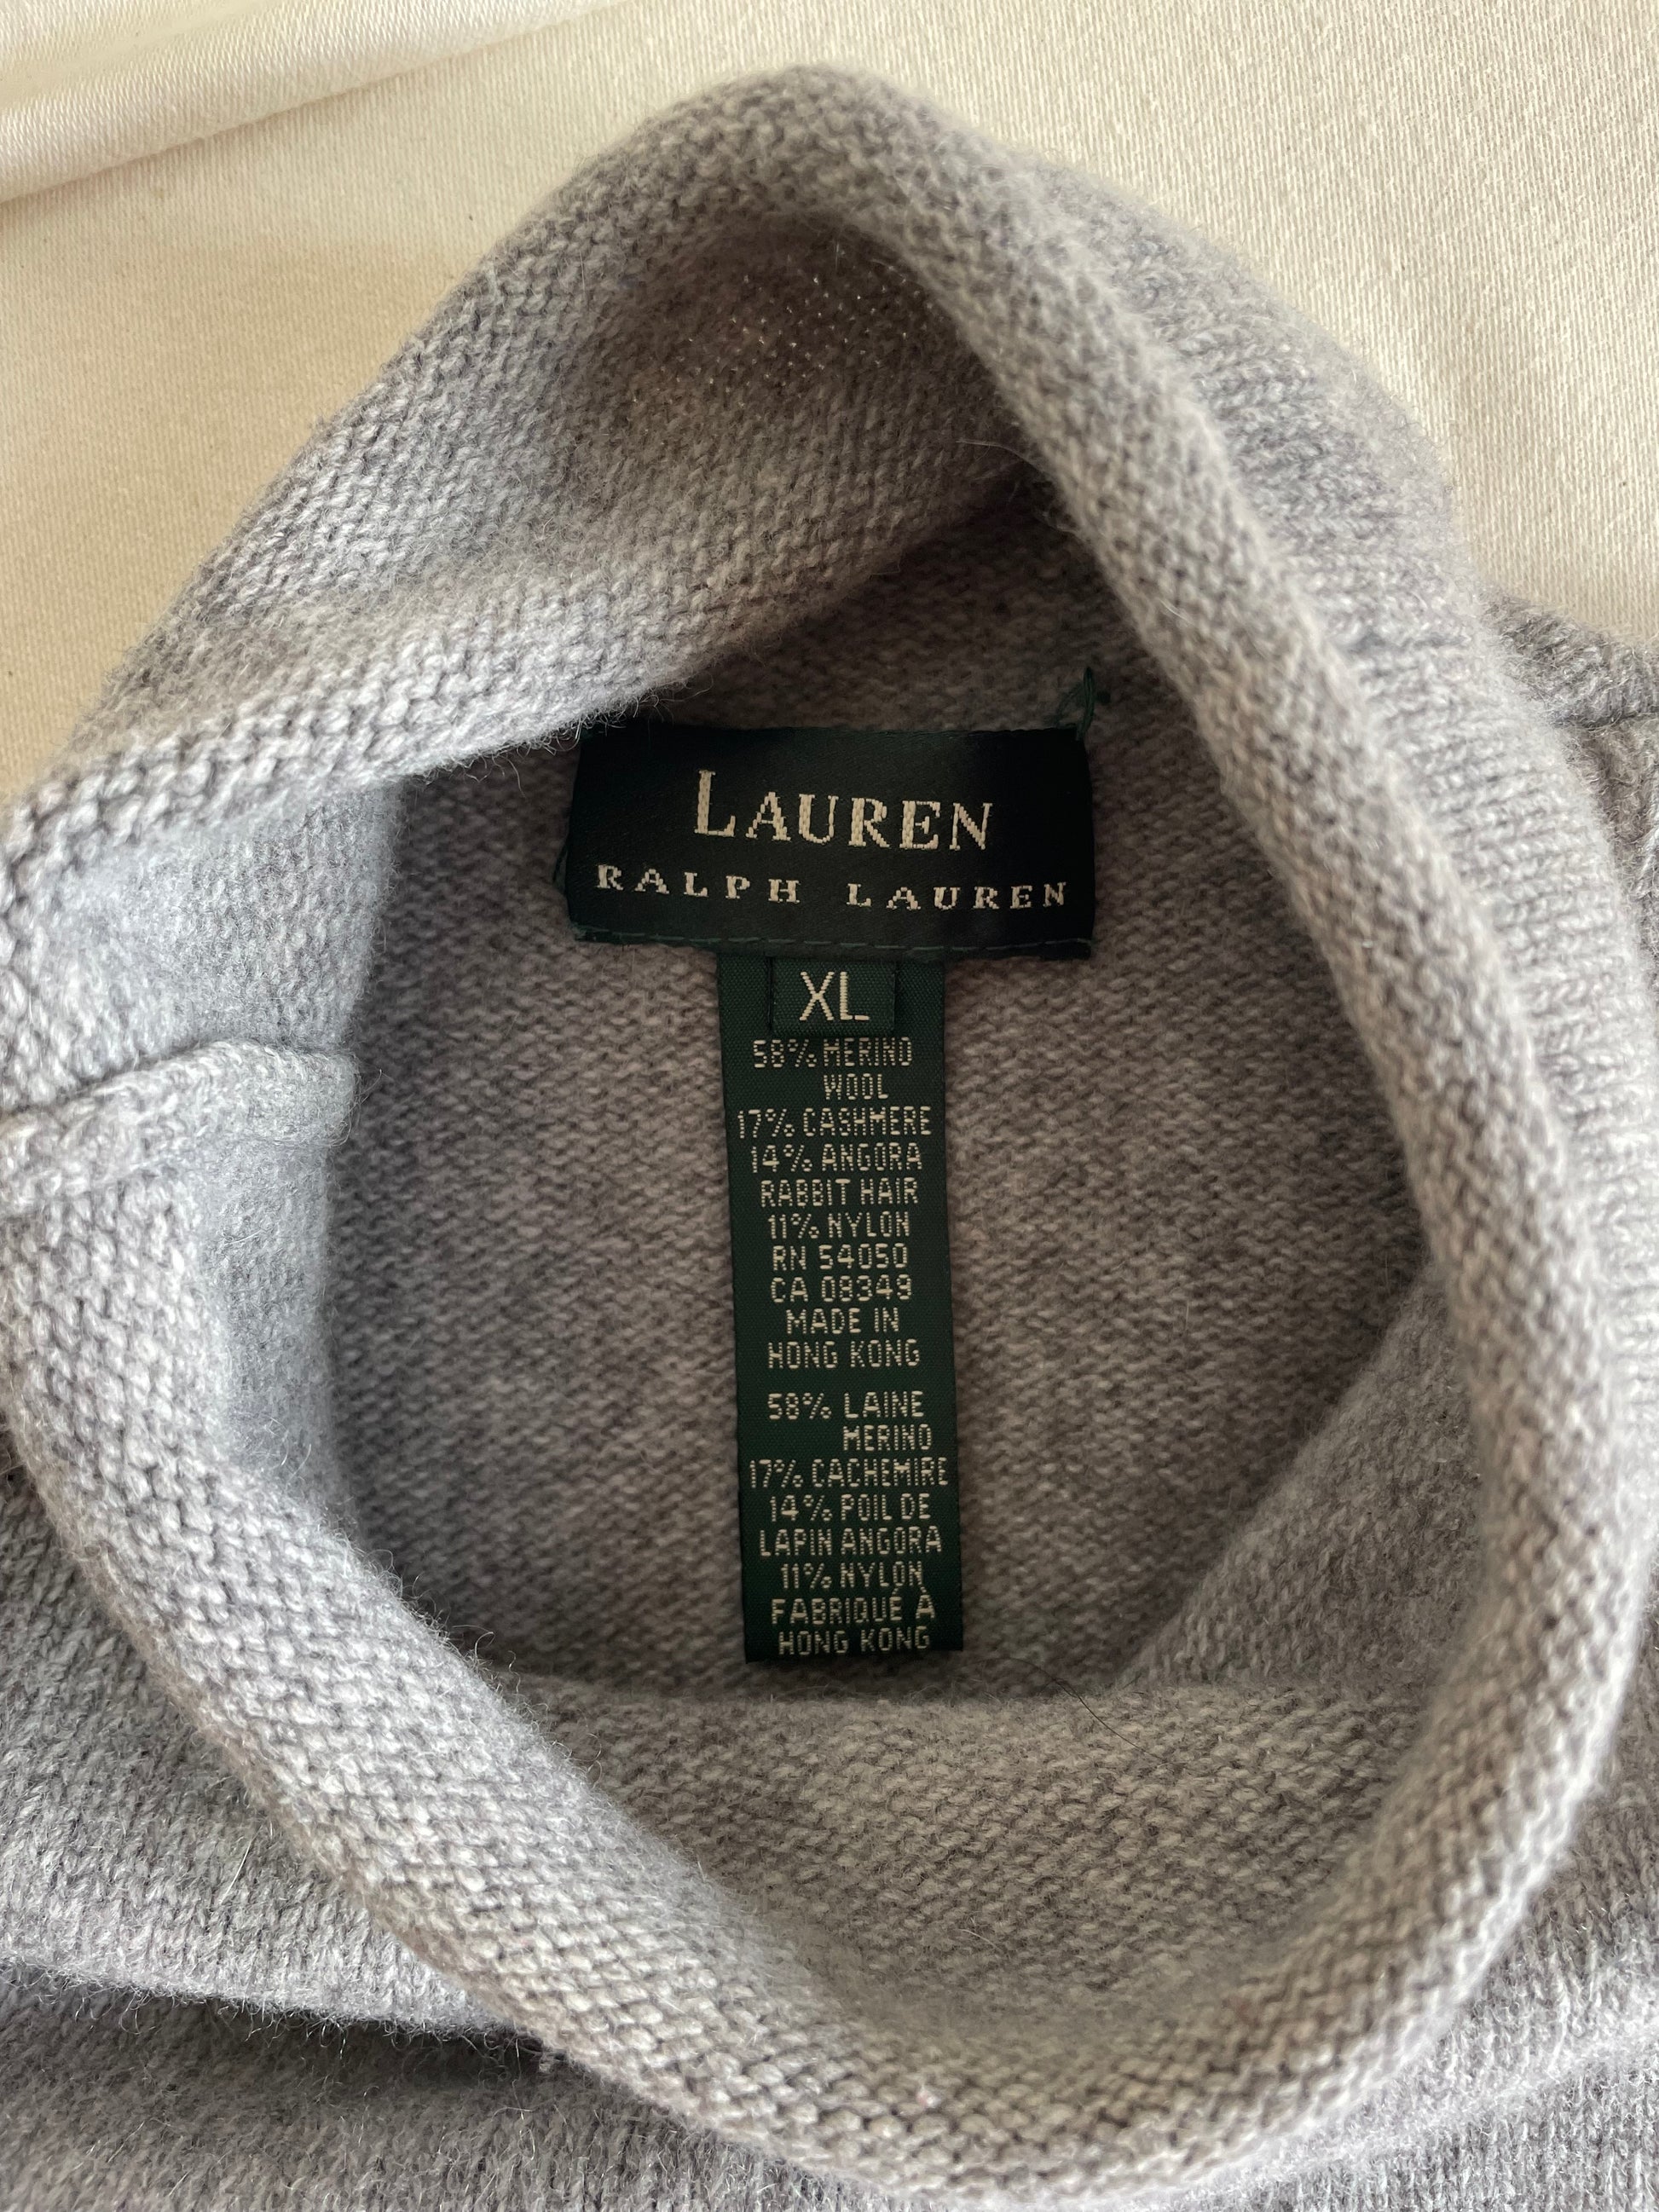 LAUREN
RALPH LAUREN
XL
58% MERINO
WOOL
17% CASHMERE
14% ANGORA
RABBIT HAIR
11% NYLON
RN 54050
CA 08349
MADE IN
HONG KONG
58% LAINE
MERINO
17% CACHEMIRE
14% POIL DE
LAPIN ANGORA
11% NYLON
FABRIQUÉ À
HONG KONG